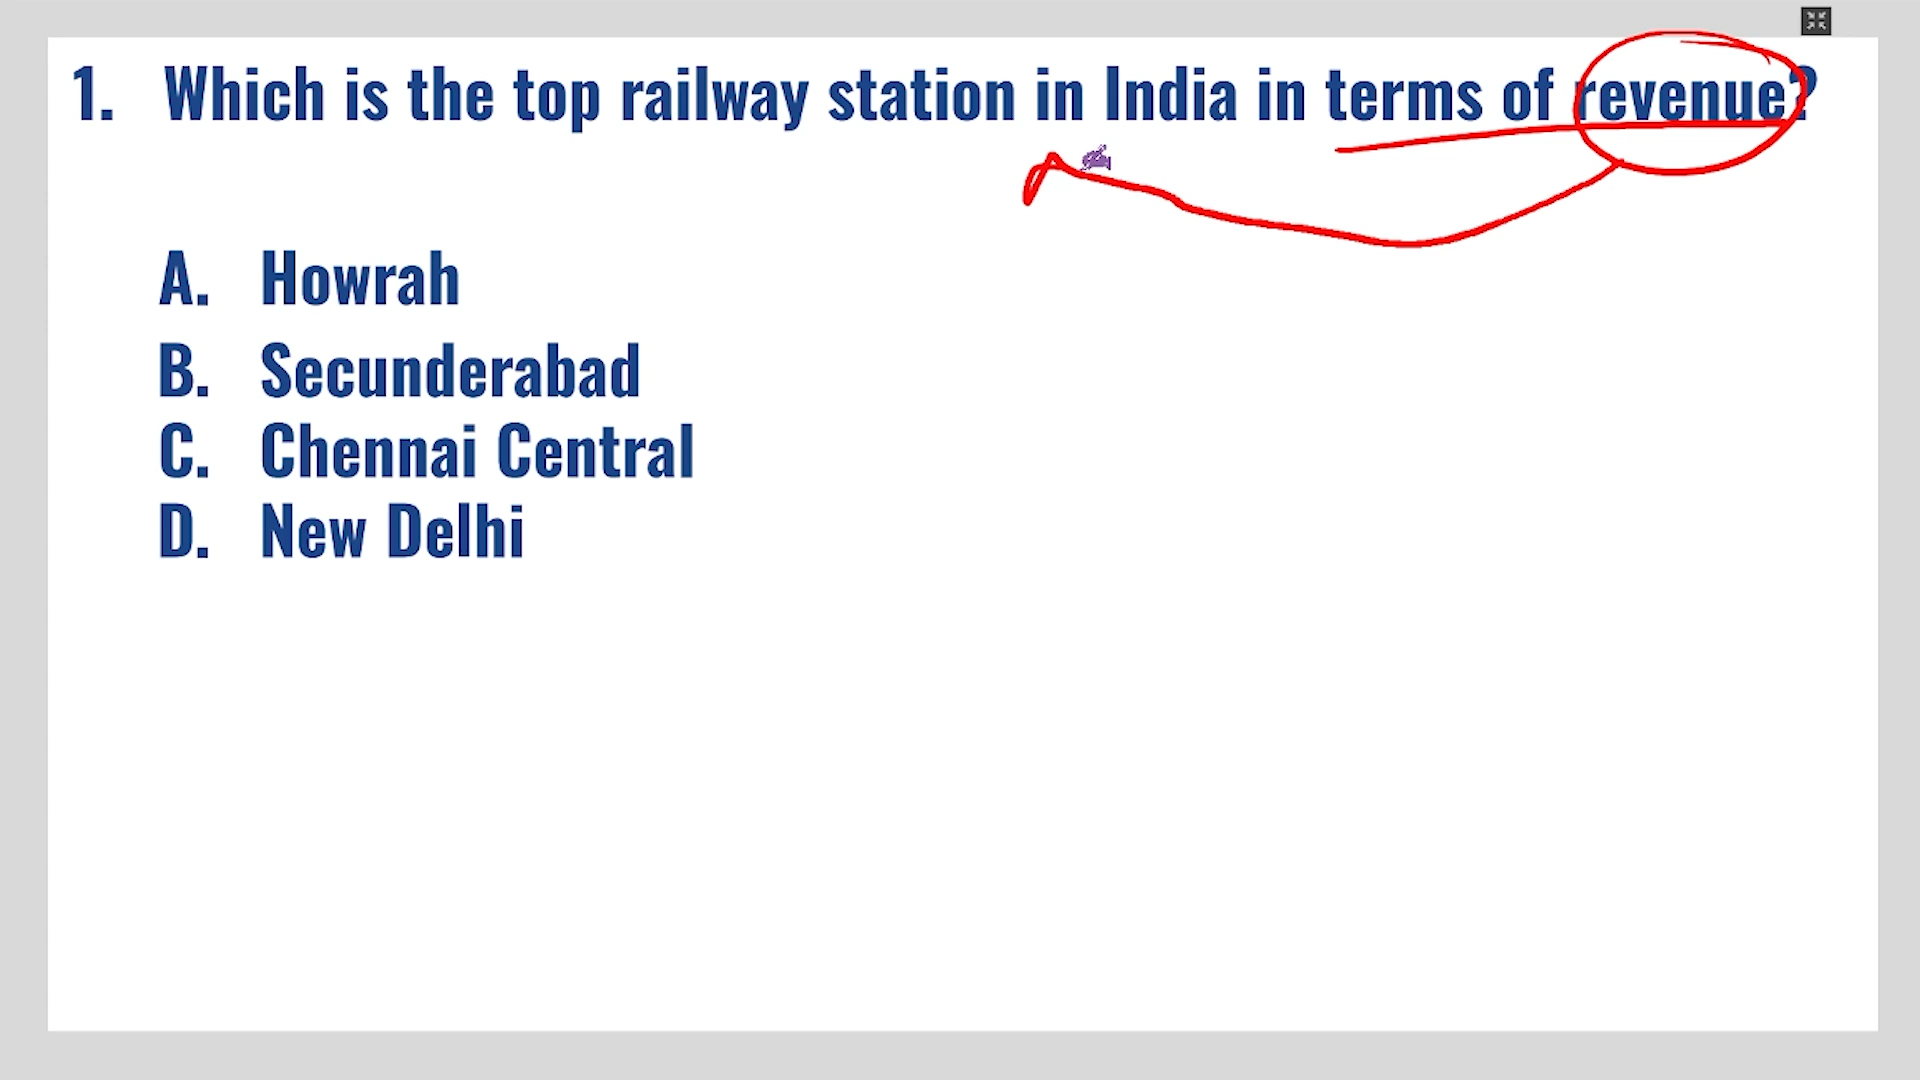 1. Which is the top railway station in India in terms of revenue?
A. Howrah
B. Secunderabad
C. Chennai Central
D. New Delhi